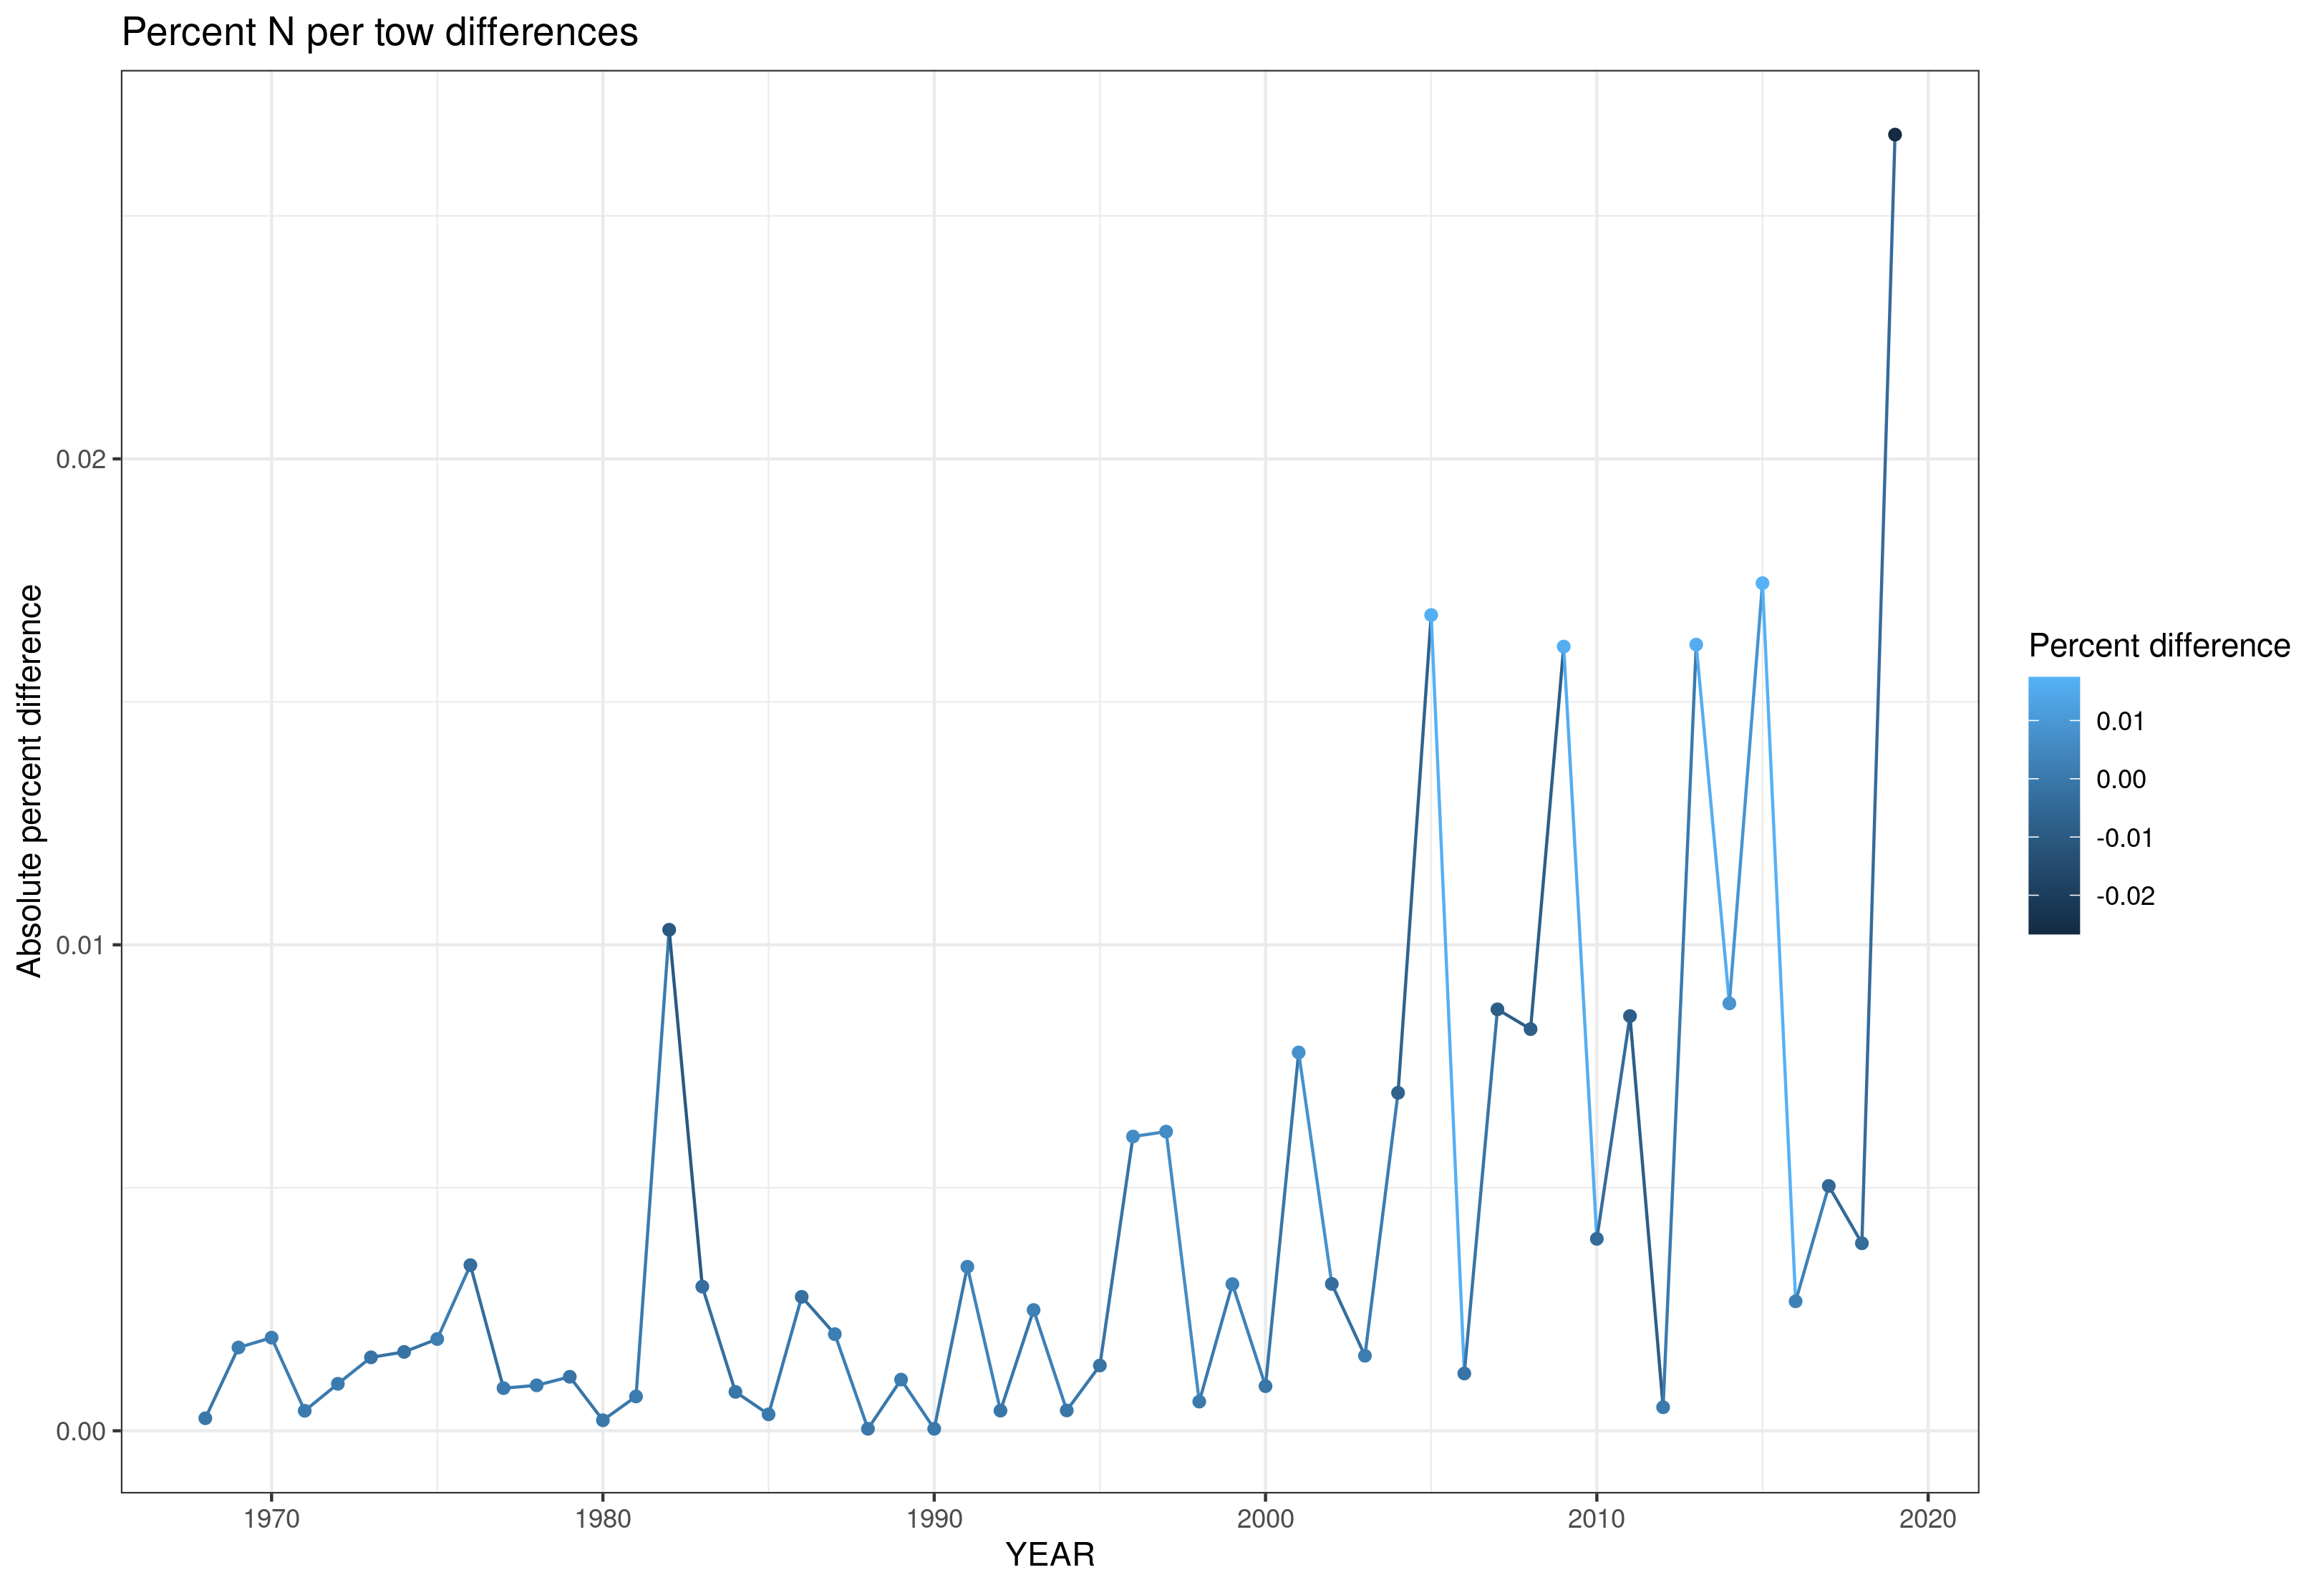 Percent N per tow differences
Absolute percent difference
0.02
0.01
0.00
1970 1980 1990 2000 2010 2020
YEAR
Percent difference
0.01
0.00
-0.01
-0.02